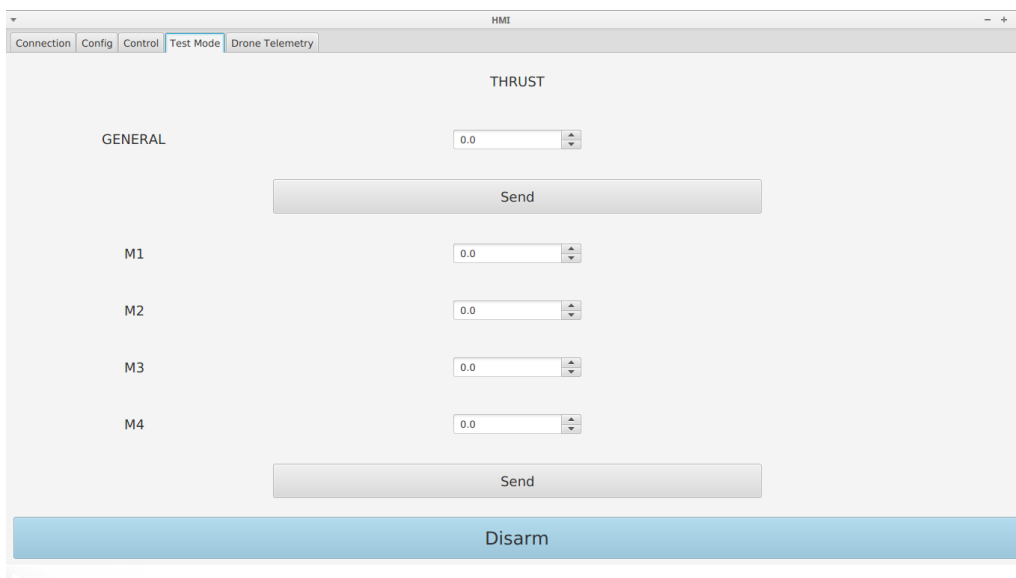 HMI
Connection Config Control Test Mode Drone Telemetry
THRUST
GENERAL 0.0
Send
M1 0.0
M2 0.0
M3 0.0
M4 0.0
Send
Disarm